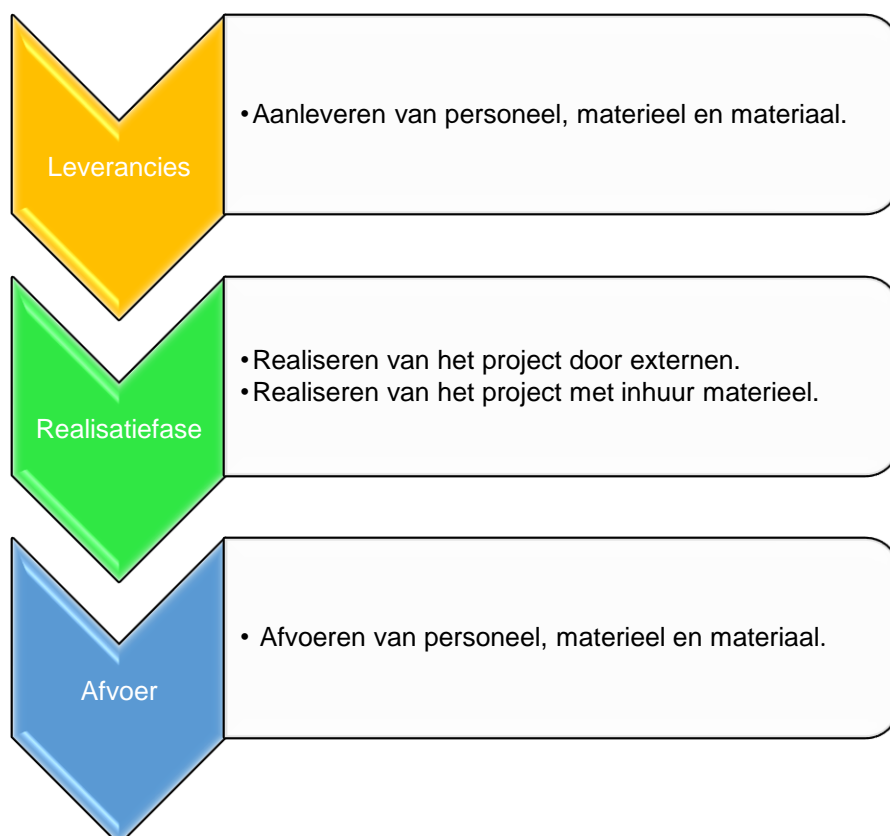 Leverancies
•Aanleveren van personeel, materieel en materiaal.
Realisatiefase
•Realiseren van het project door externen.
•Realiseren van het project met inhuur materieel.
Afvoer
• Afvoeren van personeel, materieel en materiaal.